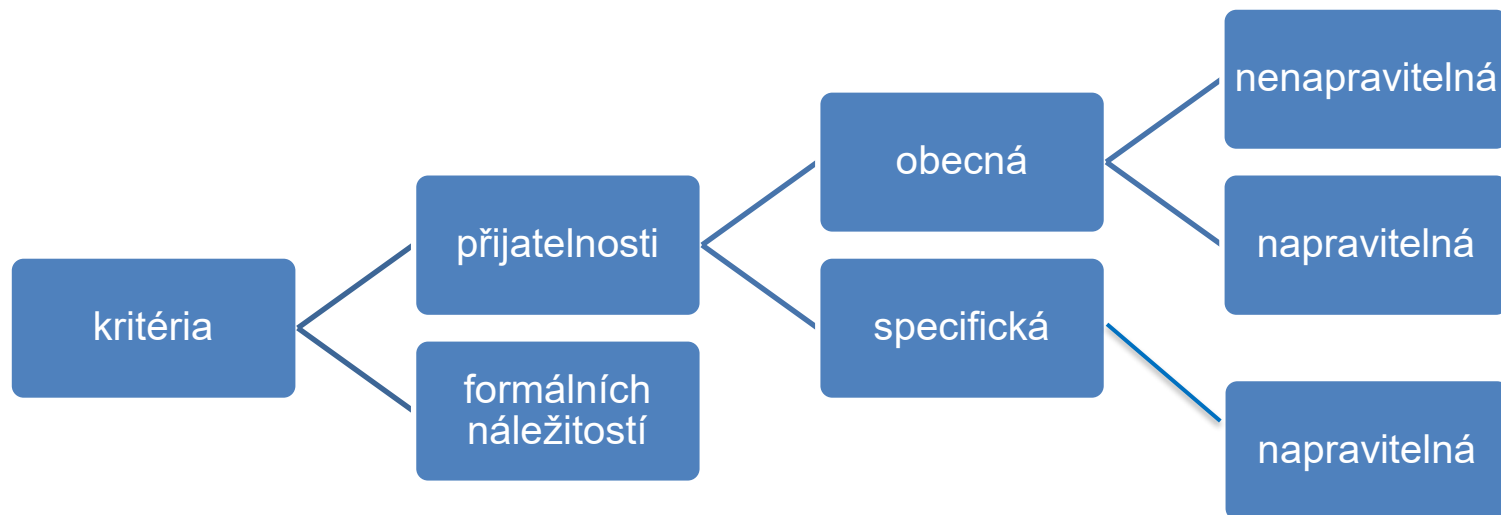 kritéria
přijatelnosti
formálních
náležitostí
obecná
specifická
nenapravitelná
napravitelná
napravitelná